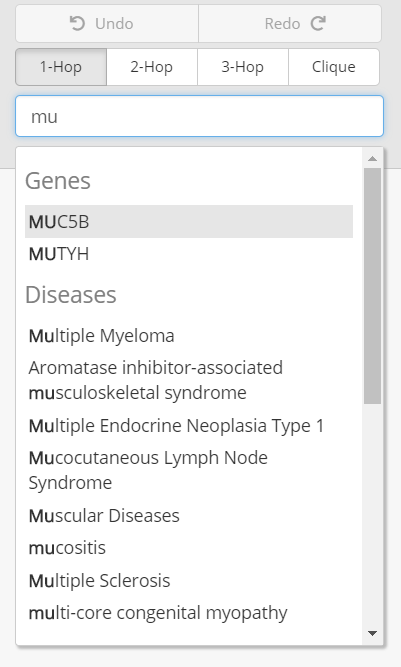 Undo Redo
1-Hop 2-Hop 3-Hop Clique
mu
Genes
MUC5B
MUTYH
Diseases
Multiple Myeloma
Aromatase inhibitor-associated
musculoskeletal syndrome
Multiple Endocrine Neoplasia Type 1
Mucocutaneous Lymph Node
Syndrome
Muscular Diseases
mucositis
Multiple Sclerosis
multi-core congenital myopathy